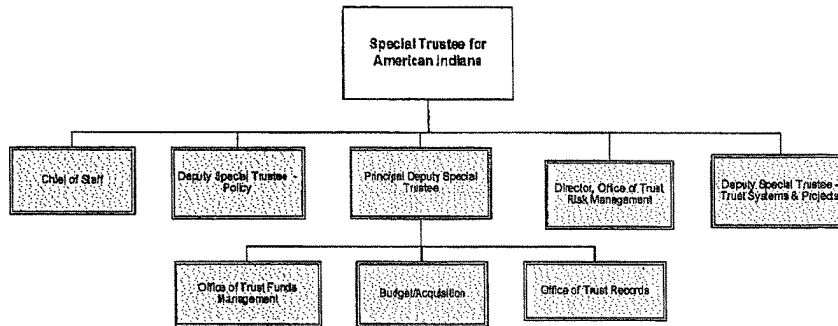 Special Trustee for
American Indians
Chief of Staff
Deputy Special Trustee -
Policy
Principal Deputy Special
Trustee
Director, Office of Trust
Risk Management
Deputy Special Trustee -
Trust Systems & Projects
Office of Trust Funds
Management
Budget/Acquisition
Office of Trust Records